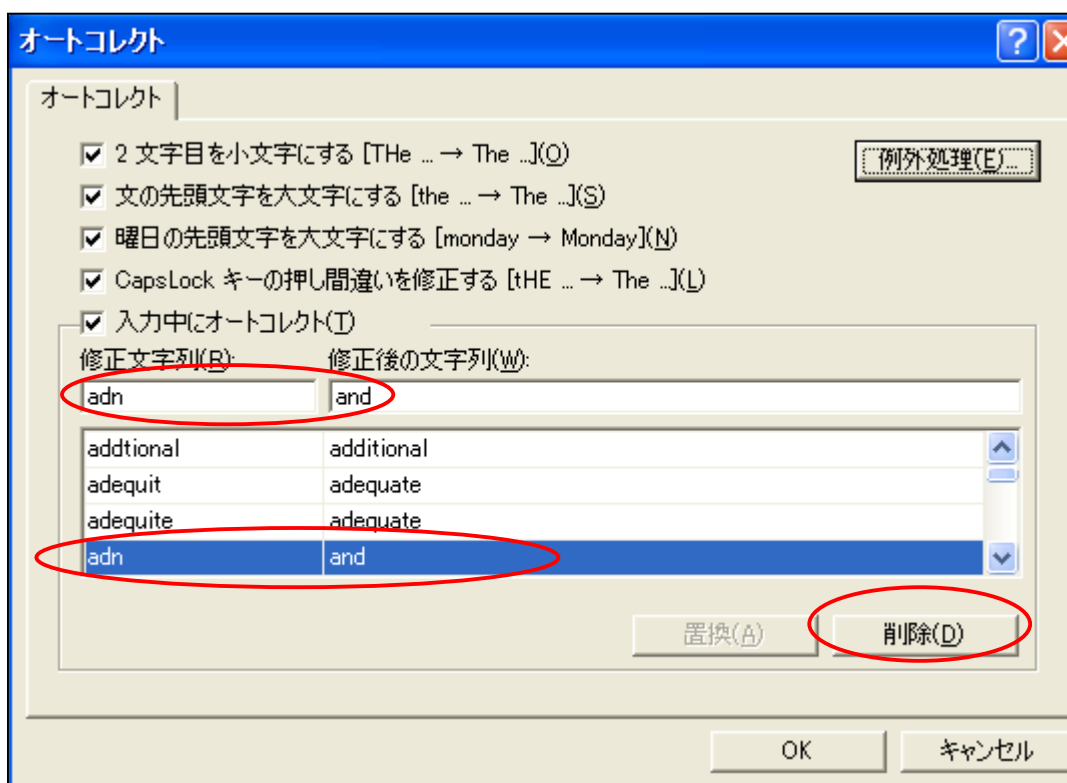 オートコレクト
オートコレクト
2 文字目を小文字にする [THe ... → The ...](O)
例外処理(E)...
文の先頭文字を大文字にする [the ... → The ...](S)
曜日の先頭文字を大文字にする [monday → Monday](N)
CapsLock キーの押し間違いを修正する [tHE ... → The ...](L)
入力中にオートコレクト(T)
修正文字列(R): 修正後の文字列(W):
adn and
addtional additional
adequit adequate
adequite adequate
adn and
置換(A) 削除(D)
OK キャンセル